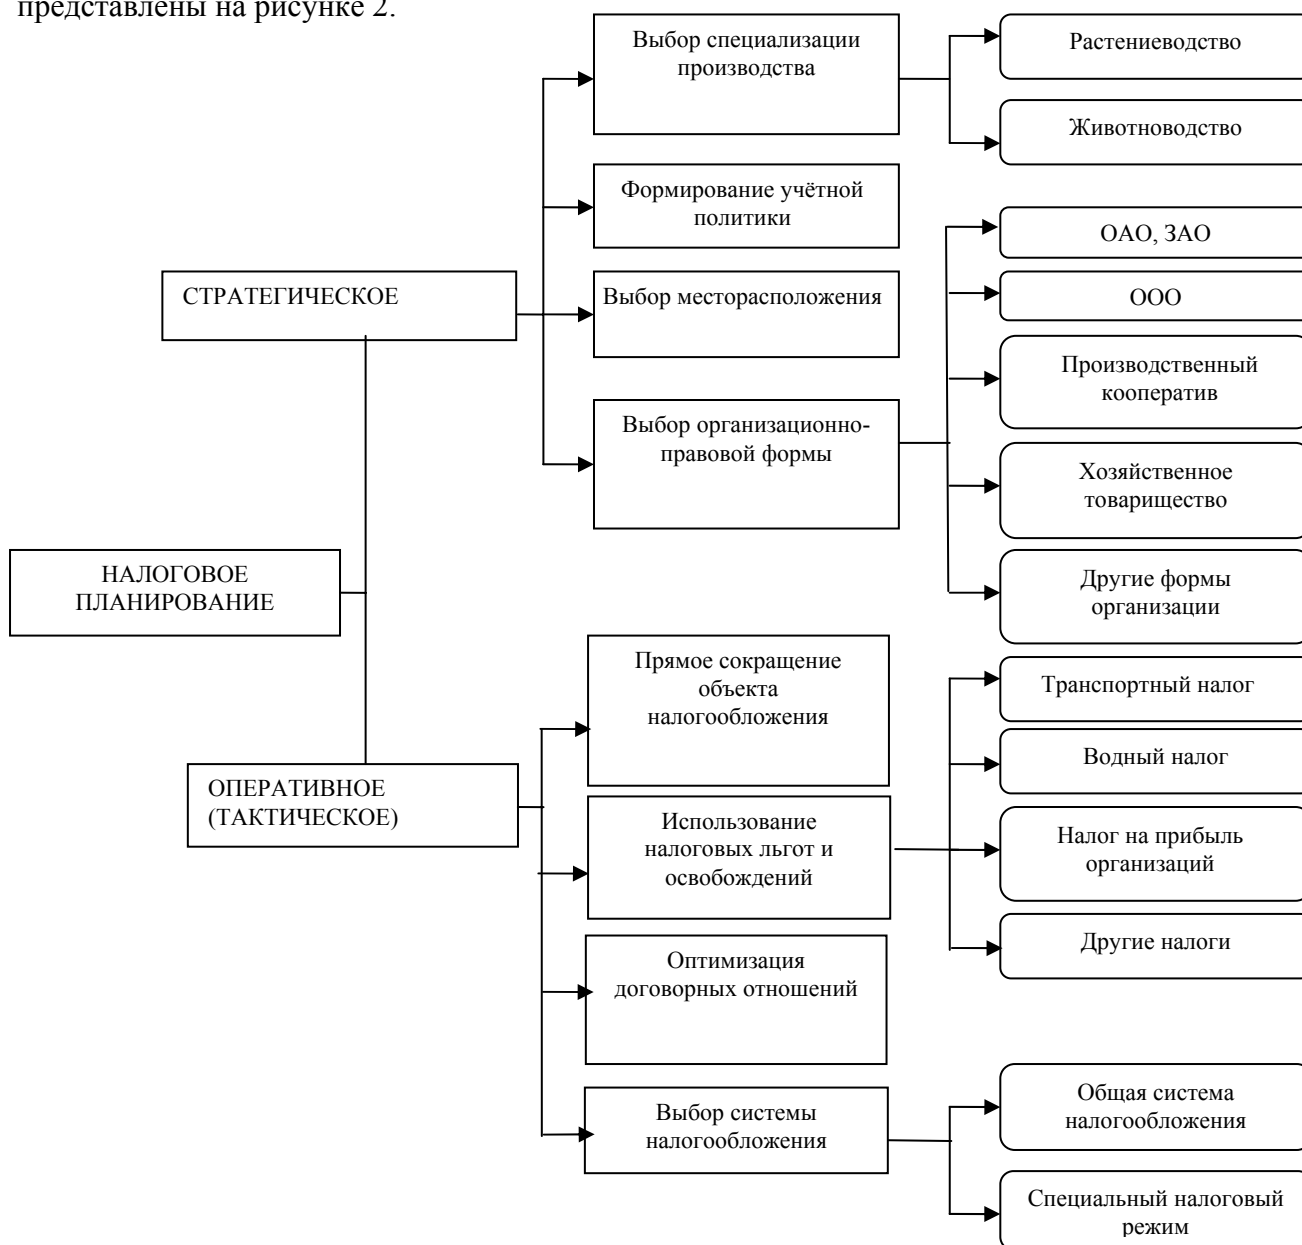 представлены на рисунке 2.
Выбор специализации
производства
Растениеводство
Животноводство
Формирование учётной
политики
СТРАТЕГИЧЕСКОЕ
Выбор месторасположения
Выбор организационно-
правовой формы
ОАО, ЗАО
ООО
Производственный
кооператив
Хозяйственное
товарищество
Другие формы
организации
НАЛОГОВОЕ
ПЛАНИРОВАНИЕ
ОПЕРАТИВНОЕ
(ТАКТИЧЕСКОЕ)
Прямое сокращение
объекта
налогообложения
Использование
налоговых льгот и
освобождений
Транспортный налог
Водный налог
Налог на прибыль
организаций
Другие налоги
Оптимизация
договорных отношений
Выбор системы
налогообложения
Общая система
налогообложения
Специальный налоговый
режим